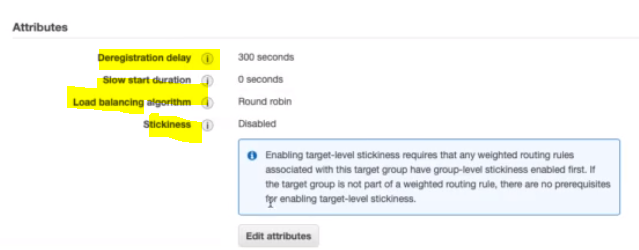 Attributes
Deregistration delay 300 seconds
Slow start duration 0 seconds
Load balancing algorithm Round robin
Stickiness Disabled
Enabling target-level stickiness requires that any weighted routing rules
associated with this target group have group-level stickiness enabled first. If
the target group is not part of a weighted routing rule, there are no prerequisites
for enabling target-level stickiness.
Edit attributes